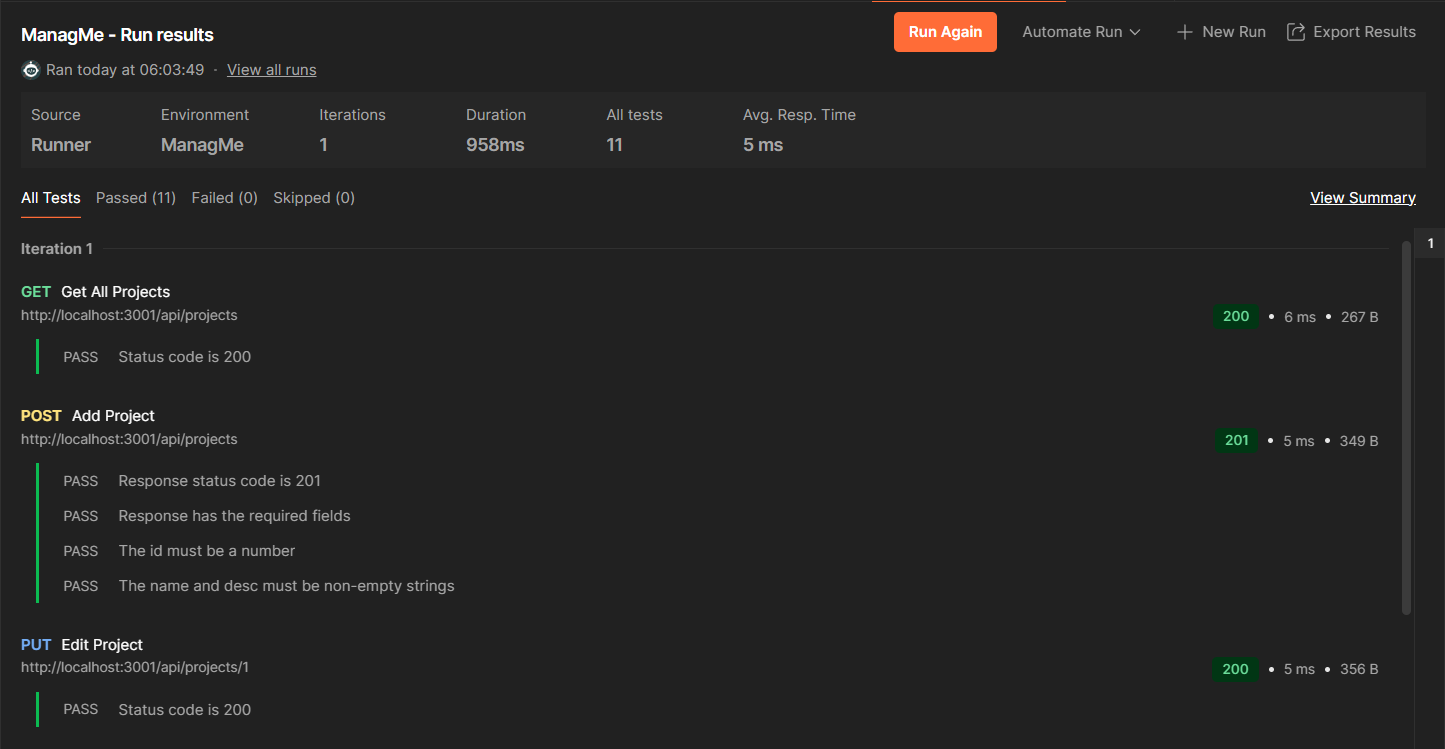 ManagMe - Run results
Run Again
Automate Run
New Run
Export Results
Ran today at 06:03:49 · View all runs
Source Environment Iterations Duration All tests Avg. Resp. Time
Runner ManagMe 1 958ms 11 5 ms
All Tests Passed (11) Failed (0) Skipped (0) View Summary
Iteration 1
1
GET Get All Projects
http://localhost:3001/api/projects
200 • 6 ms • 267 B
PASS Status code is 200
POST Add Project
http://localhost:3001/api/projects
201 • 5 ms • 349 B
PASS Response status code is 201
PASS Response has the required fields
PASS The id must be a number
PASS The name and desc must be non-empty strings
PUT Edit Project
http://localhost:3001/api/projects/1
200 • 5 ms • 356 B
PASS Status code is 200